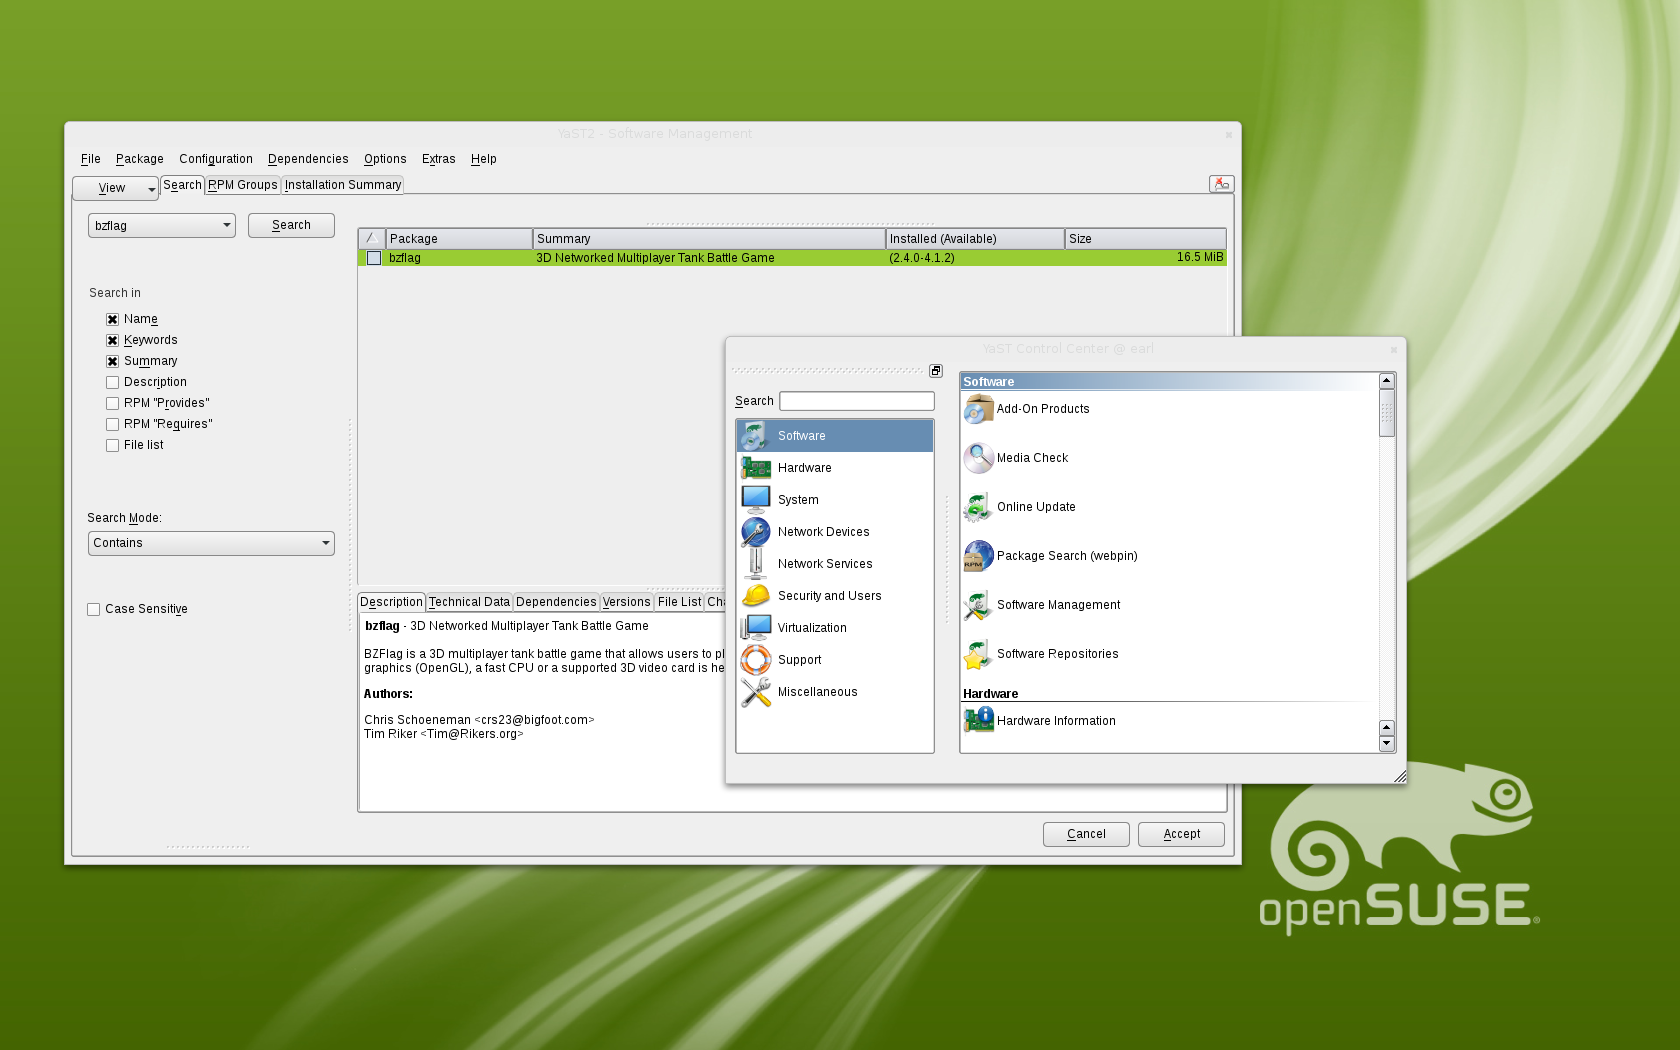 YaST2 - Software Management
File Package Configuration Dependencies Options Extras Help
View Search RPM Groups Installation Summary
bzflag Search
Package Summary Installed (Available) Size
bzflag 3D Networked Multiplayer Tank Battle Game (2.4.0-4.1.2) 16.5 MiB
Search in
Name
Keywords
Summary
Description
RPM "Provides"
RPM "Requires"
File list
Search Mode:
Contains
Case Sensitive
Description Technical Data Dependencies Versions File List
bzflag - 3D Networked Multiplayer Tank Battle Game
BZFlag is a 3D multiplayer tank battle game that allows users to
graphics (OpenGL), a fast CPU or a supported 3D video card is
Authors:
Chris Schoeneman <crs23@bigfoot.com>
Tim Riker <Tim@Rikers.org>
Cancel Accept
YaST Control Center @ earl
Search
Software
Hardware
System
Network Devices
Network Services
Security and Users
Virtualization
Support
Miscellaneous
Software
Add-On Products
Media Check
Online Update
RPM
Package Search (webpin)
Software Management
Software Repositories
Hardware
Hardware Information
openSUSE®